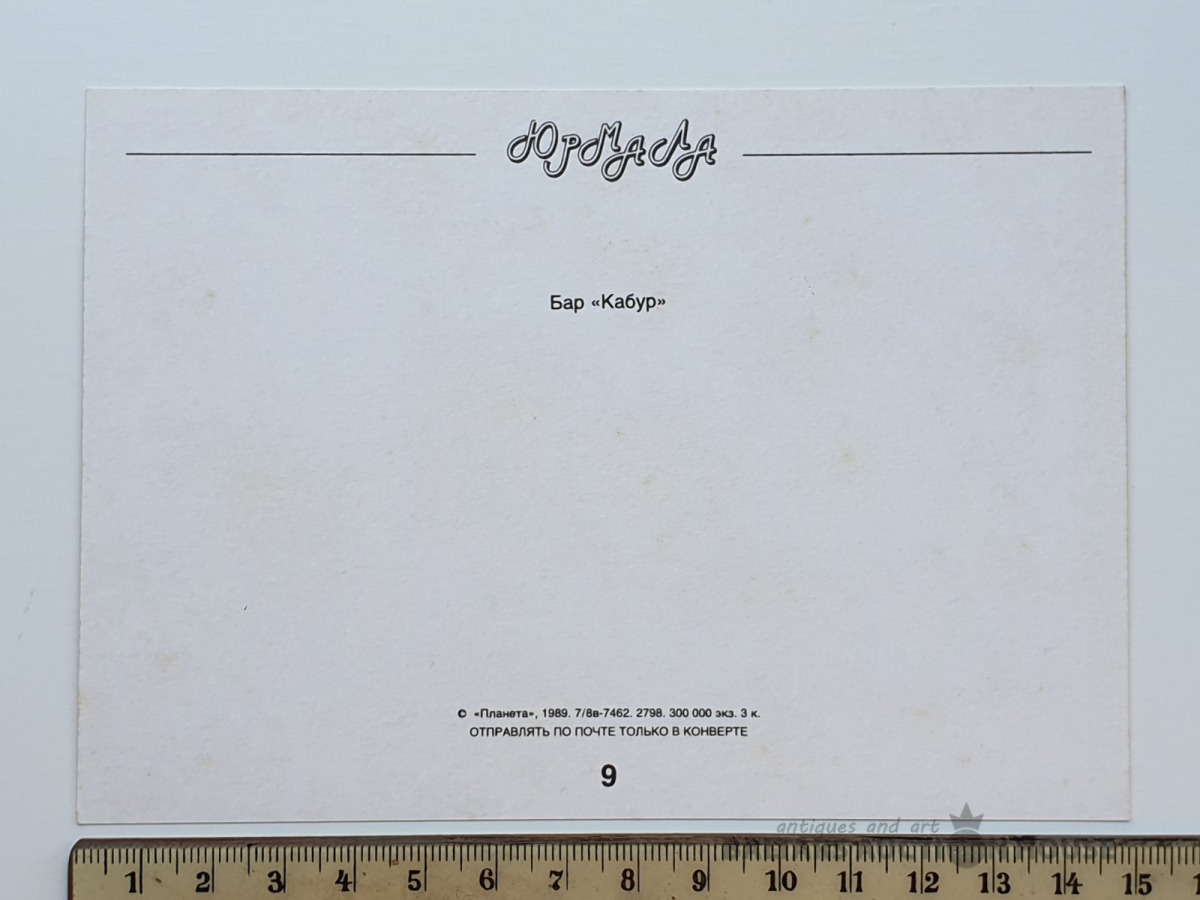 ЮРМАЛА
Бар «Кабур»
© «Планета», 1989. 7/8в-7462. 2798. 300 000 экз. 3 к.
ОТПРАВЛЯТЬ ПО ПОЧТЕ ТОЛЬКО В КОНВЕРТЕ
9
antiques and art
1 2 3 4 5 6 7 8 9 10 11 12 13 14 15